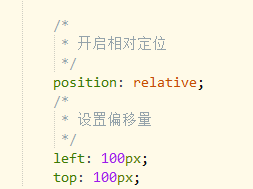 /*
* 开启相对定位
*/
position: relative;
/*
* 设置偏移量
*/
left: 100px;
top: 100px;